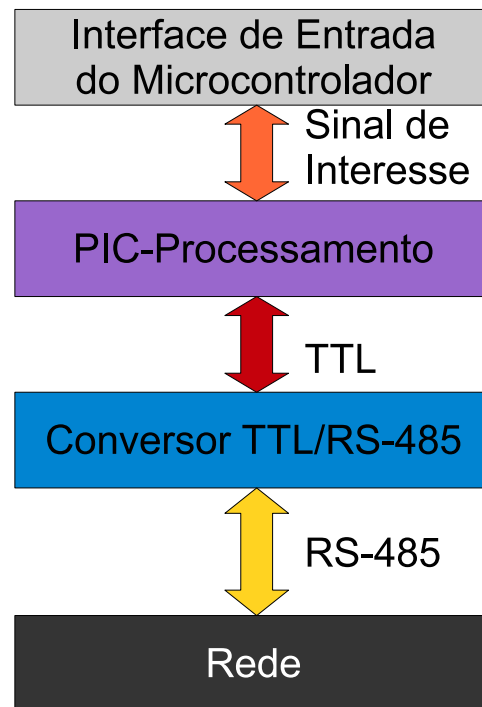 Interface de Entrada
do Microcontrolador
Sinal de
Interesse
PIC-Processamento
TTL
Conversor TTL/RS-485
RS-485
Rede